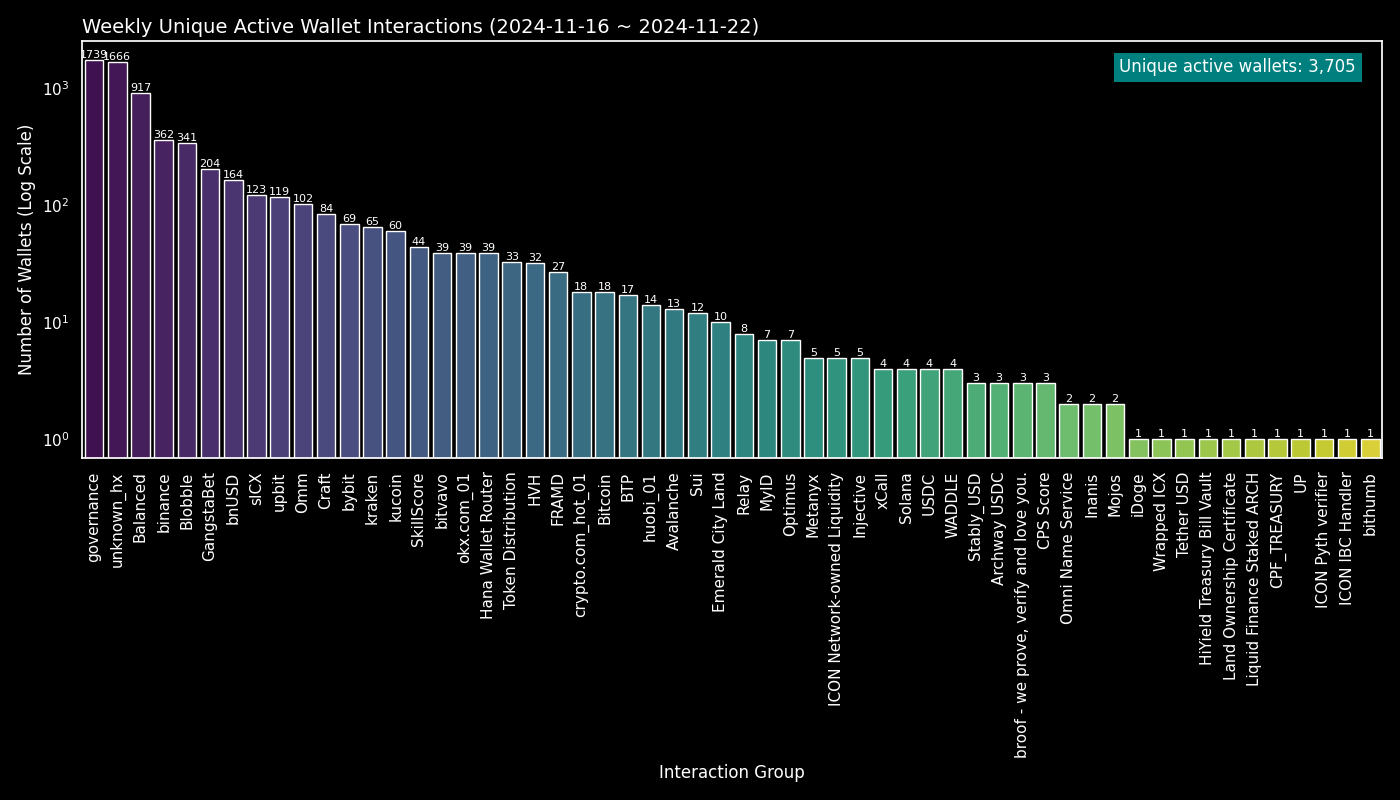 Weekly Unique Active Wallet Interactions (2024-11-16 ~ 2024-11-22)
Unique active wallets: 3,705
Number of Wallets (Log Scale)
10³
10²
10¹
10⁰
1739
1666
917
362
341
204
164
123
119
102
84
69
65
60
44
39
39
39
33
32
27
18
18
17
14
13
12
10
8
7
7
5
5
5
4
4
4
4
3
3
3
3
2
2
2
1
1
1
1
1
1
1
1
1
1
1
governance
unknown_hx
Balanced
binance
Blobble
GangstaBet
bnUSD
sICX
upbit
Omm
Craft
bybit
kraken
kucoin
SkillScore
bitvavo
okx.com_01
Hana Wallet Router
Token Distribution
HVH
FRAMD
crypto.com_hot_01
Bitcoin
BTP
huobi_01
Avalanche
Sui
Emerald City Land
Relay
MyID
Optimus
Metanyx
ICON Network-owned Liquidity
Injective
xCall
Solana
USDC
WADDLE
Stably_USD
Archway USDC
broof - we prove, verify and love you.
CPS Score
Omni Name Service
Inanis
Mojos
iDoge
Wrapped ICX
Tether USD
HiYield Treasury Bill Vault
Land Ownership Certificate
Liquid Finance Staked ARCH
CPF_TREASURY
UP
ICON Pyth verifier
ICON IBC Handler
bithumb
Interaction Group